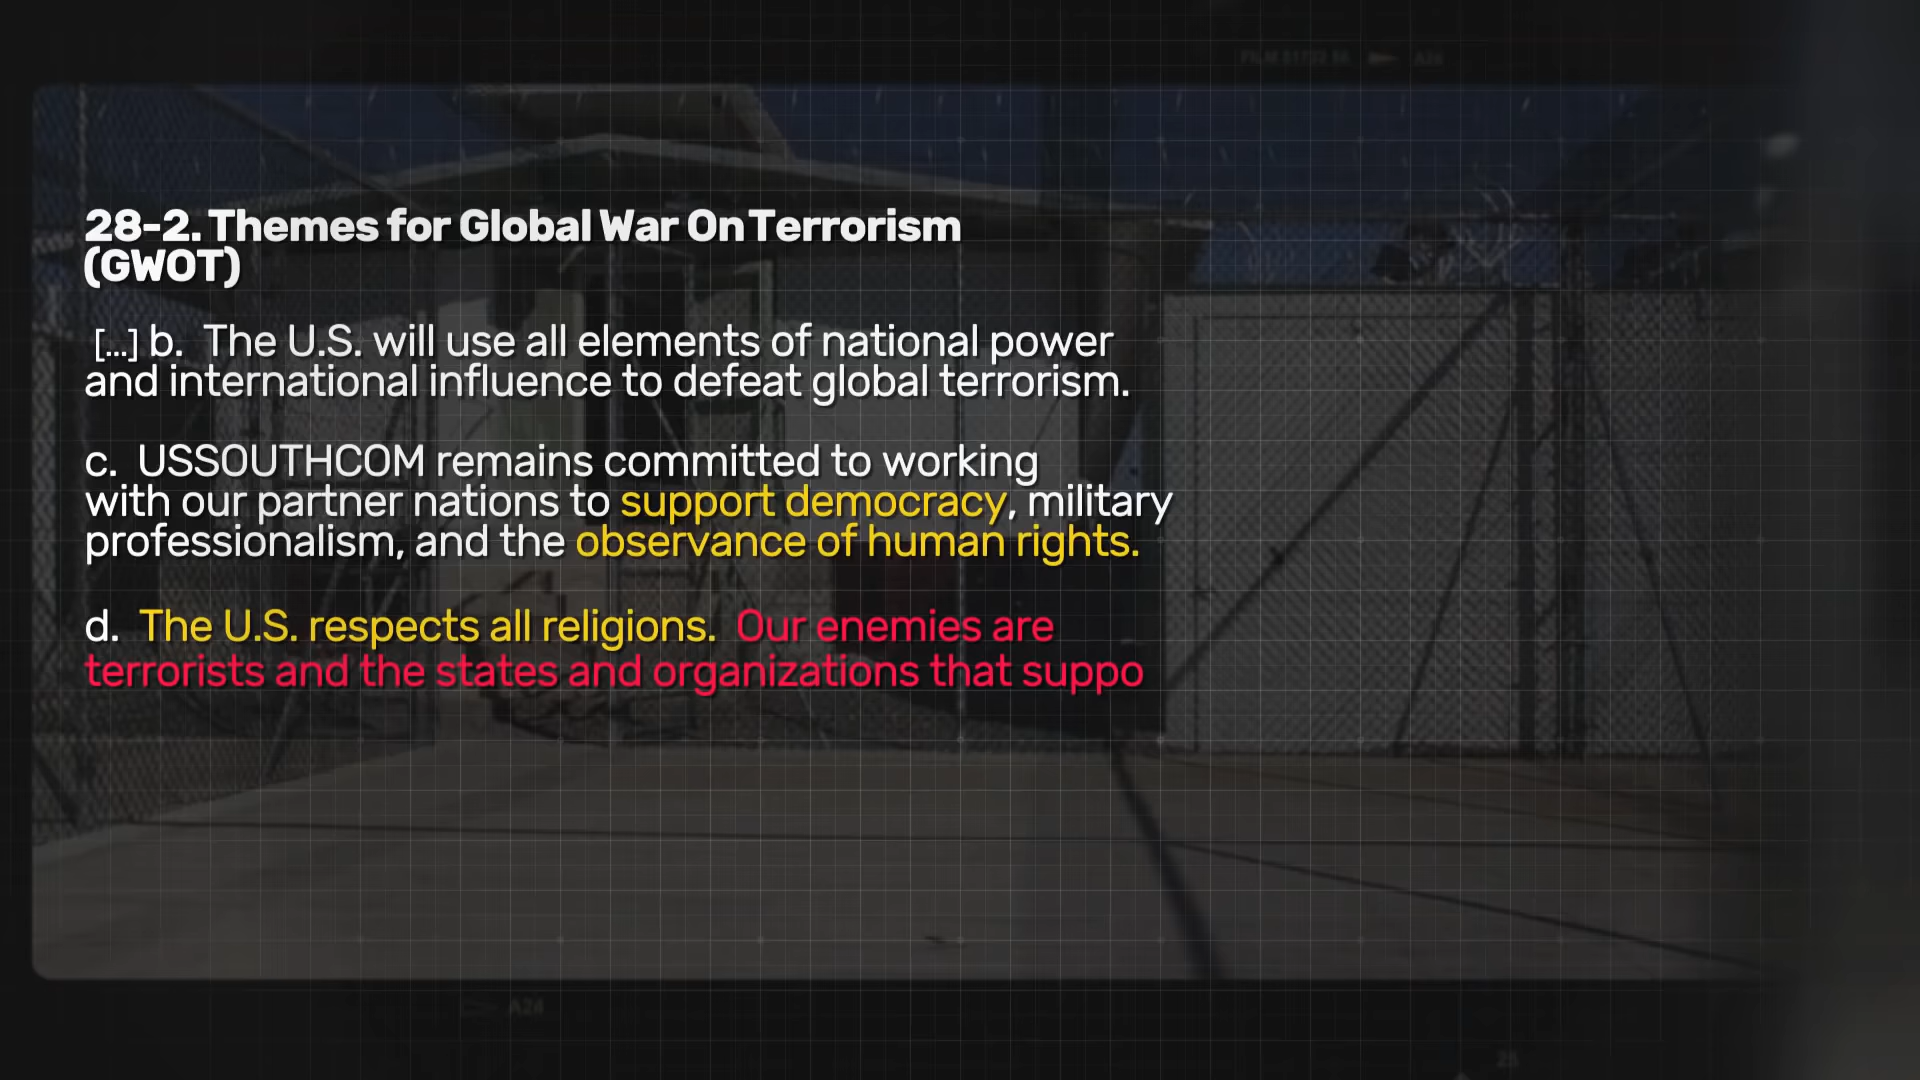 28-2. Themes for Global War On Terrorism
(GWOT)
[...] b. The U.S. will use all elements of national power
and international influence to defeat global terrorism.
c. USSOUTHCOM remains committed to working
with our partner nations to support democracy, military
professionalism, and the observance of human rights.
d. The U.S. respects all religions. Our enemies are
terrorists and the states and organizations that suppo
A26